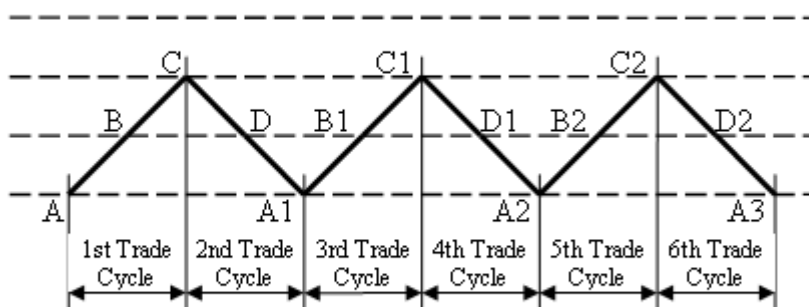 C C1 C2
B D B1 D1 B2 D2
A A1 A2 A3
1st Trade Cycle
2nd Trade Cycle
3rd Trade Cycle
4th Trade Cycle
5th Trade Cycle
6th Trade Cycle